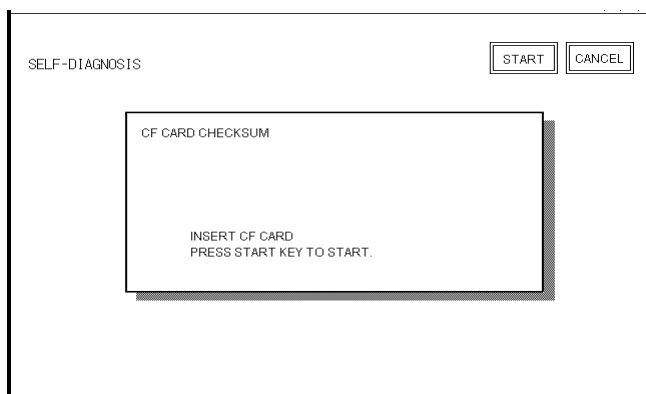 SELF-DIAGNOSIS
START
CANCEL
CF CARD CHECKSUM
INSERT CF CARD
PRESS START KEY TO START.